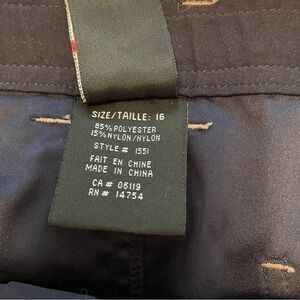 SIZE/TAILLE: 16
85% POLYESTER
15% NYLON/NYLON
STYLE # 1551
FAIT EN CHINE
MADE IN CHINA
CA # 06119
RN # 14754